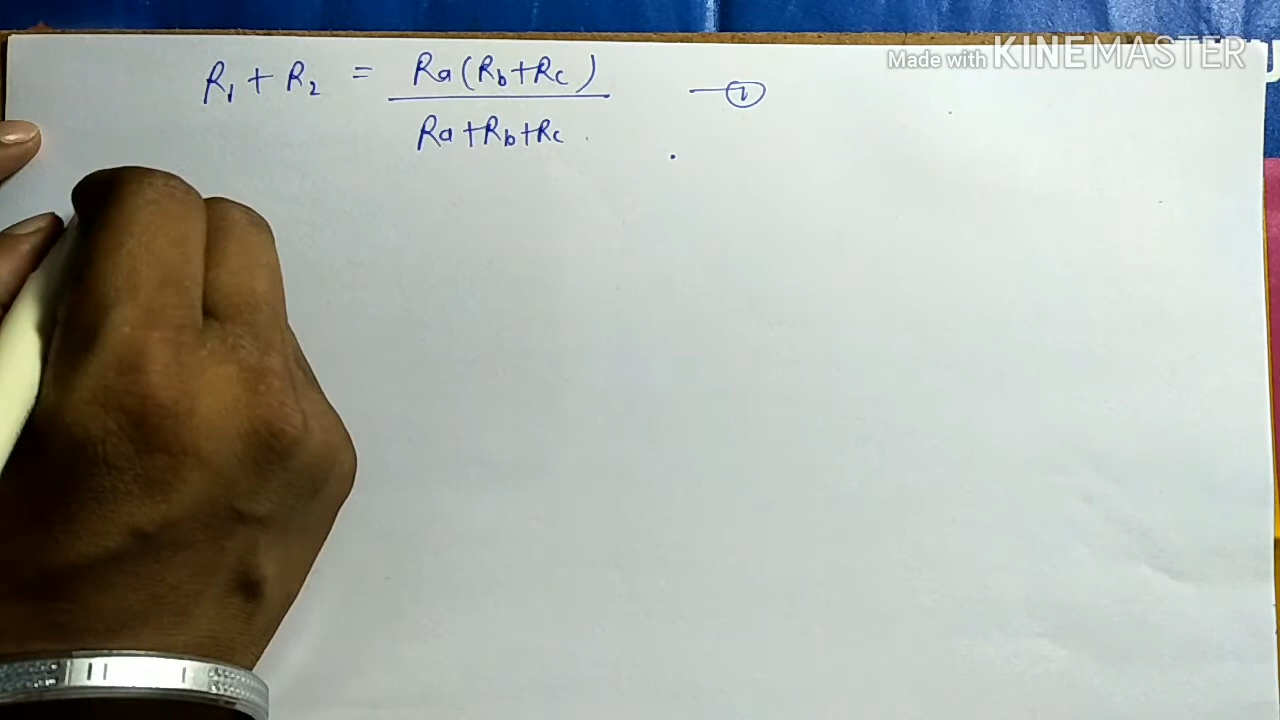 Made with KINEMASTER
R₁ + R₂ = Ra(Rb+Rc) / Ra+Rb+Rc — ①